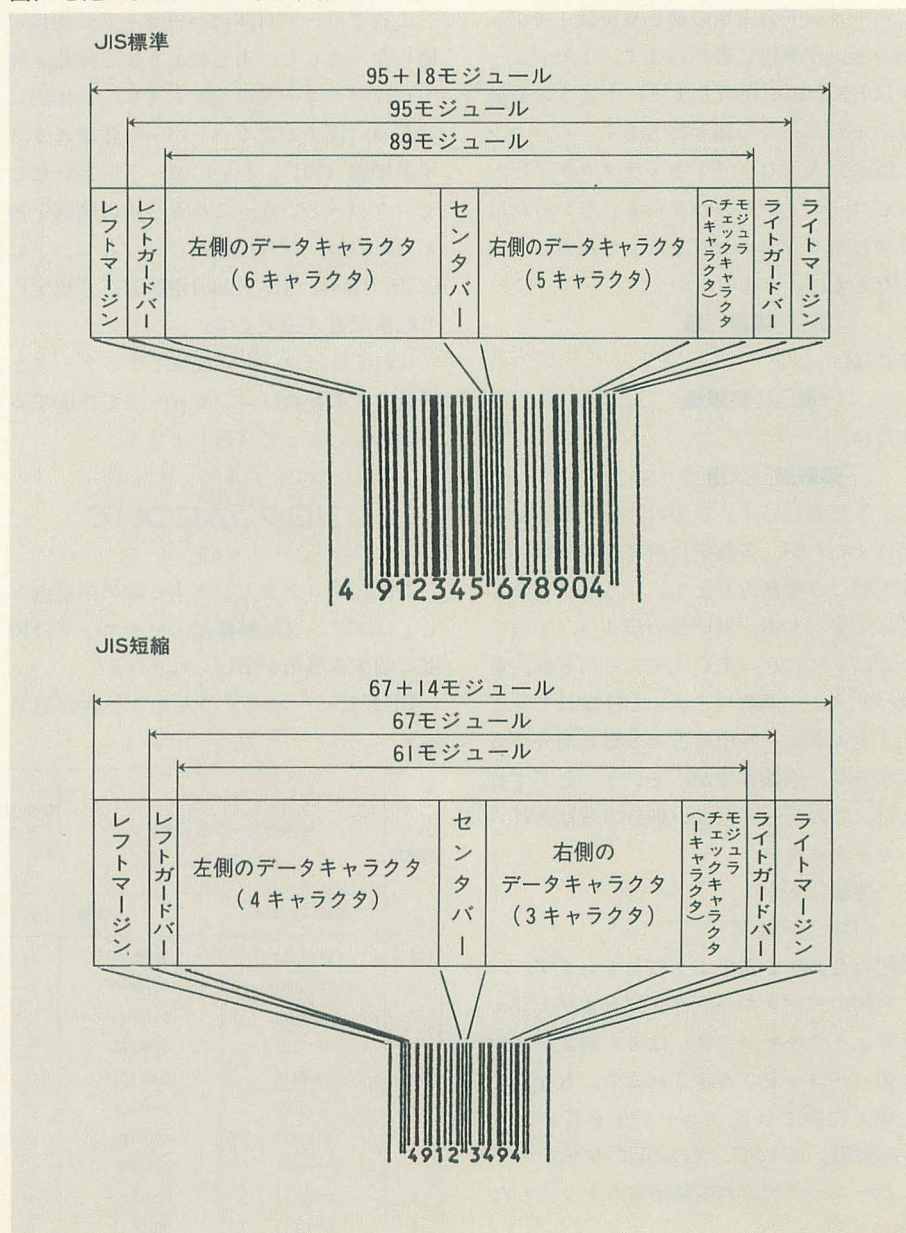 JIS標準
95+18モジュール
95モジュール
89モジュール
レフトマージン
レフトガードバー
左側のデータキャラクタ
(6キャラクタ)
センタバー
右側のデータキャラクタ
(5キャラクタ)
モジュラ
チェックキャラクタ
(一キャラクタ)
ライトガードバー
ライトマージン
4 912345 678904
JIS短縮
67+14モジュール
67モジュール
61モジュール
レフトマージン
レフトガードバー
左側のデータキャラクタ
(4キャラクタ)
センタバー
右側の
データキャラクタ
(3キャラクタ)
モジュラ
チェックキャラクタ
(一キャラクタ)
ライトガードバー
ライトマージン
4912 3494